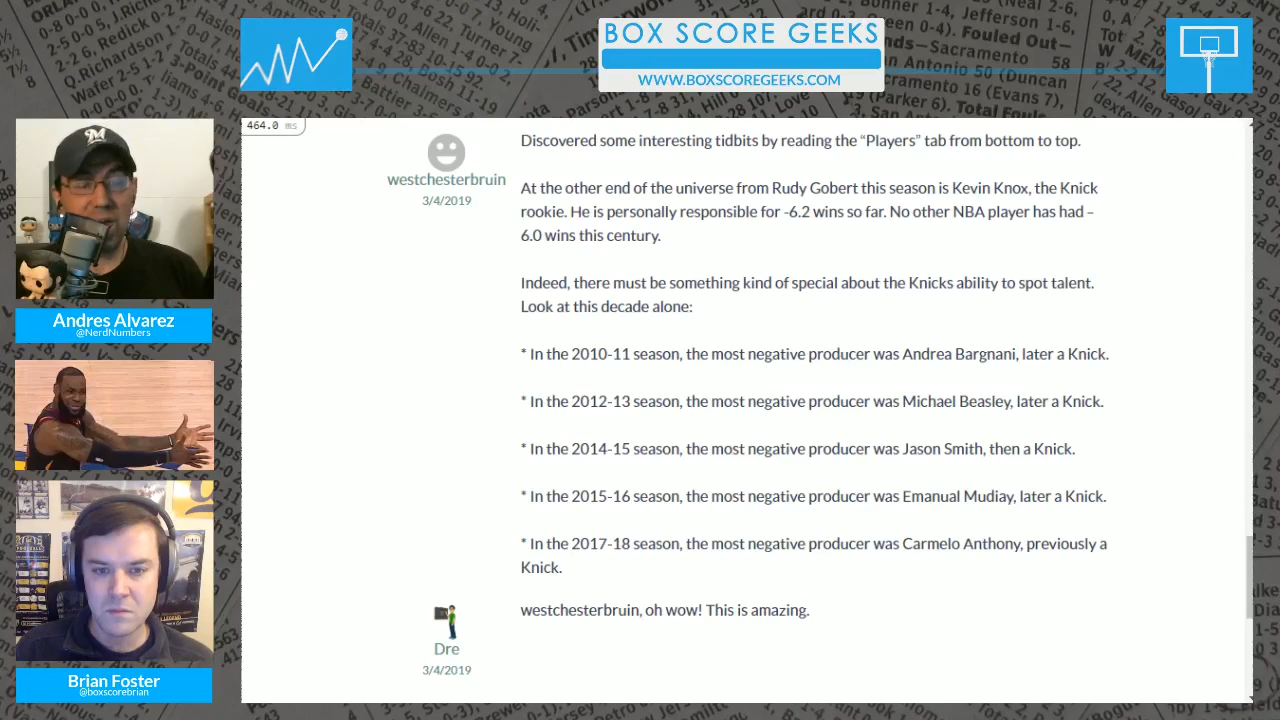 BOX SCORE GEEKS
WWW.BOXSCOREGEEKS.COM
464.0 ms
westchesterbruin
3/4/2019
Discovered some interesting tidbits by reading the “Players” tab from bottom to top.
At the other end of the universe from Rudy Gobert this season is Kevin Knox, the Knick
rookie. He is personally responsible for -6.2 wins so far. No other NBA player has had –
6.0 wins this century.
Indeed, there must be something kind of special about the Knicks ability to spot talent.
Look at this decade alone:
* In the 2010-11 season, the most negative producer was Andrea Bargnani, later a Knick.
* In the 2012-13 season, the most negative producer was Michael Beasley, later a Knick.
* In the 2014-15 season, the most negative producer was Jason Smith, then a Knick.
* In the 2015-16 season, the most negative producer was Emanual Mudiay, later a Knick.
* In the 2017-18 season, the most negative producer was Carmelo Anthony, previously a
Knick.
westchesterbruin, oh wow! This is amazing.
Dre
3/4/2019
Andres Alvarez
@NerdNumbers
Brian Foster
@boxscorebrian